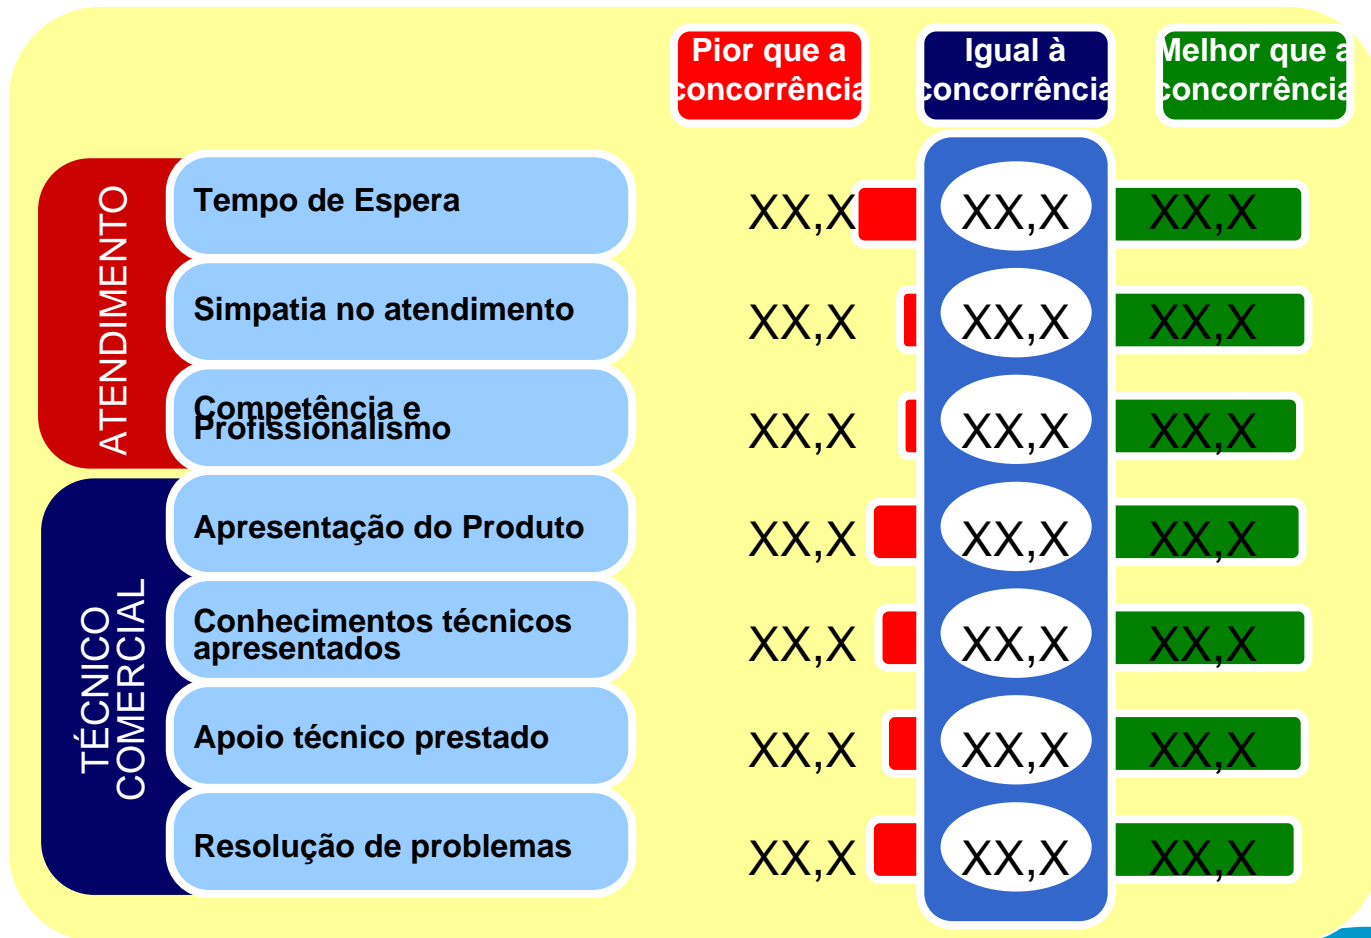 Pior que a
concorrência
Igual à
concorrência
Melhor que a
concorrência
ATENDIMENTO
Tempo de Espera
XX,X XX,X XX,X
Simpatia no atendimento
XX,X XX,X XX,X
Competência e
Profissionalismo
XX,X XX,X XX,X
TÉCNICO
COMERCIAL
Apresentação do Produto
XX,X XX,X XX,X
Conhecimentos técnicos
apresentados
XX,X XX,X XX,X
Apoio técnico prestado
XX,X XX,X XX,X
Resolução de problemas
XX,X XX,X XX,X